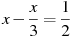 x − x/3 = 1/2